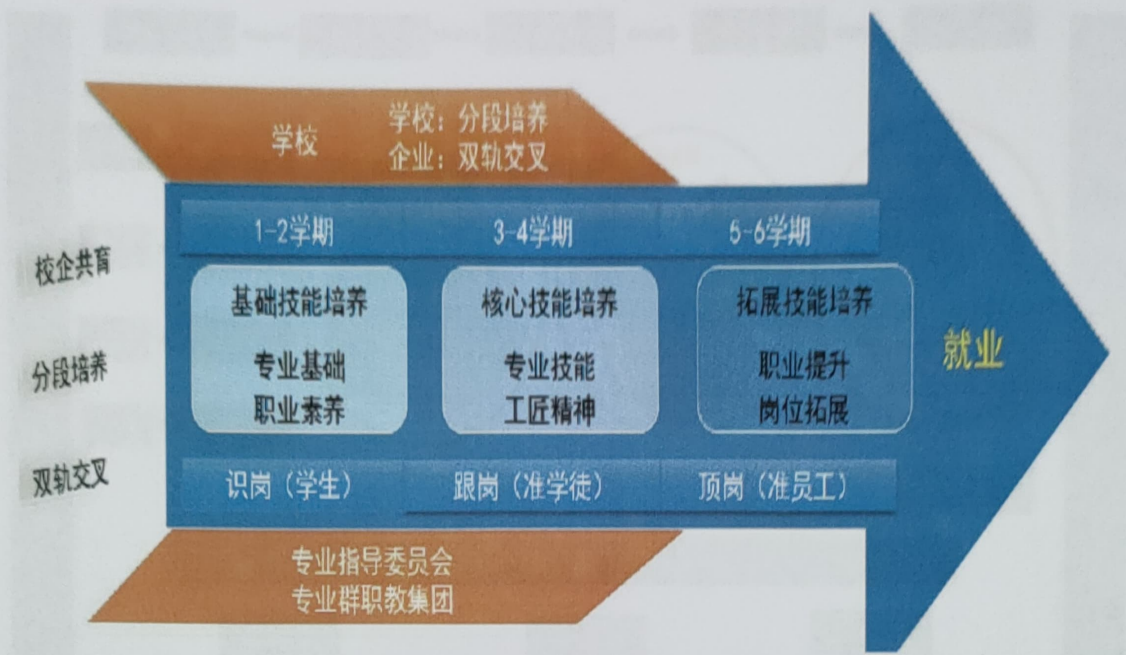 学校
学校：分段培养
企业：双轨交叉
1-2学期
3-4学期
5-6学期
校企共育
基础技能培养
核心技能培养
拓展技能培养
分段培养
专业基础
专业技能
职业提升
就业
职业素养
工匠精神
岗位拓展
双轨交叉
识岗（学生）
跟岗（准学徒）
顶岗（准员工）
专业指导委员会
专业群职教集团